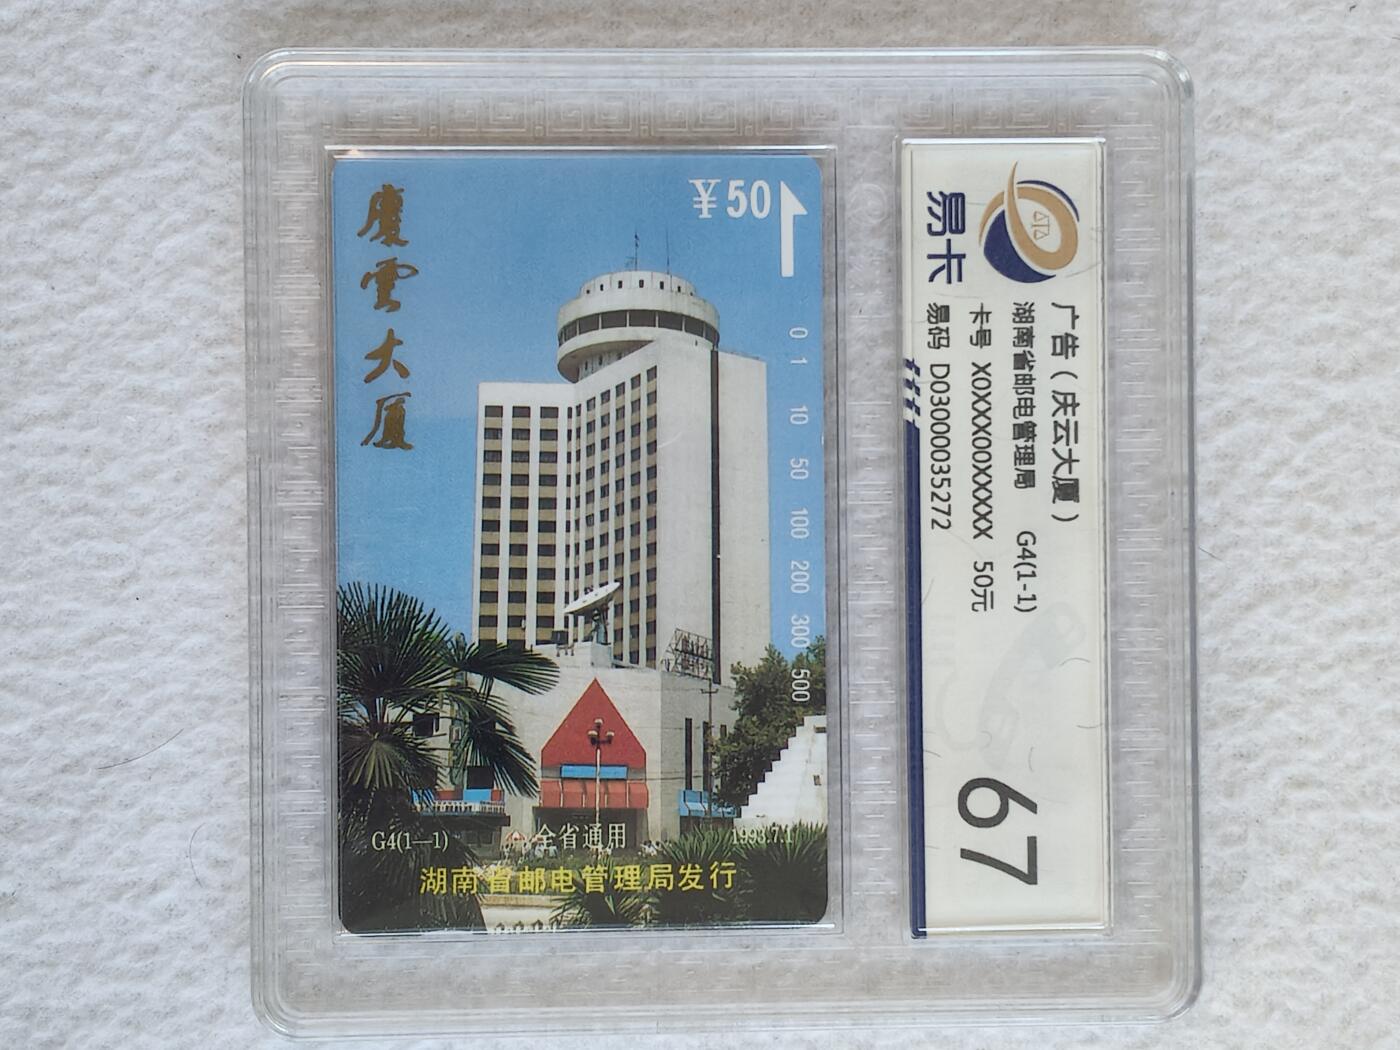 慶雲大厦
¥50
0 1 10 50 100 200 300 500
G4(1—1)
全省通用
1993.7.1
湖南省邮电管理局发行
易卡
广告（庆云大厦）
湖南省邮电管理局 G4(1-1)
卡号 X0XXX00XXXXXX 50元
易码 D0300035272
67